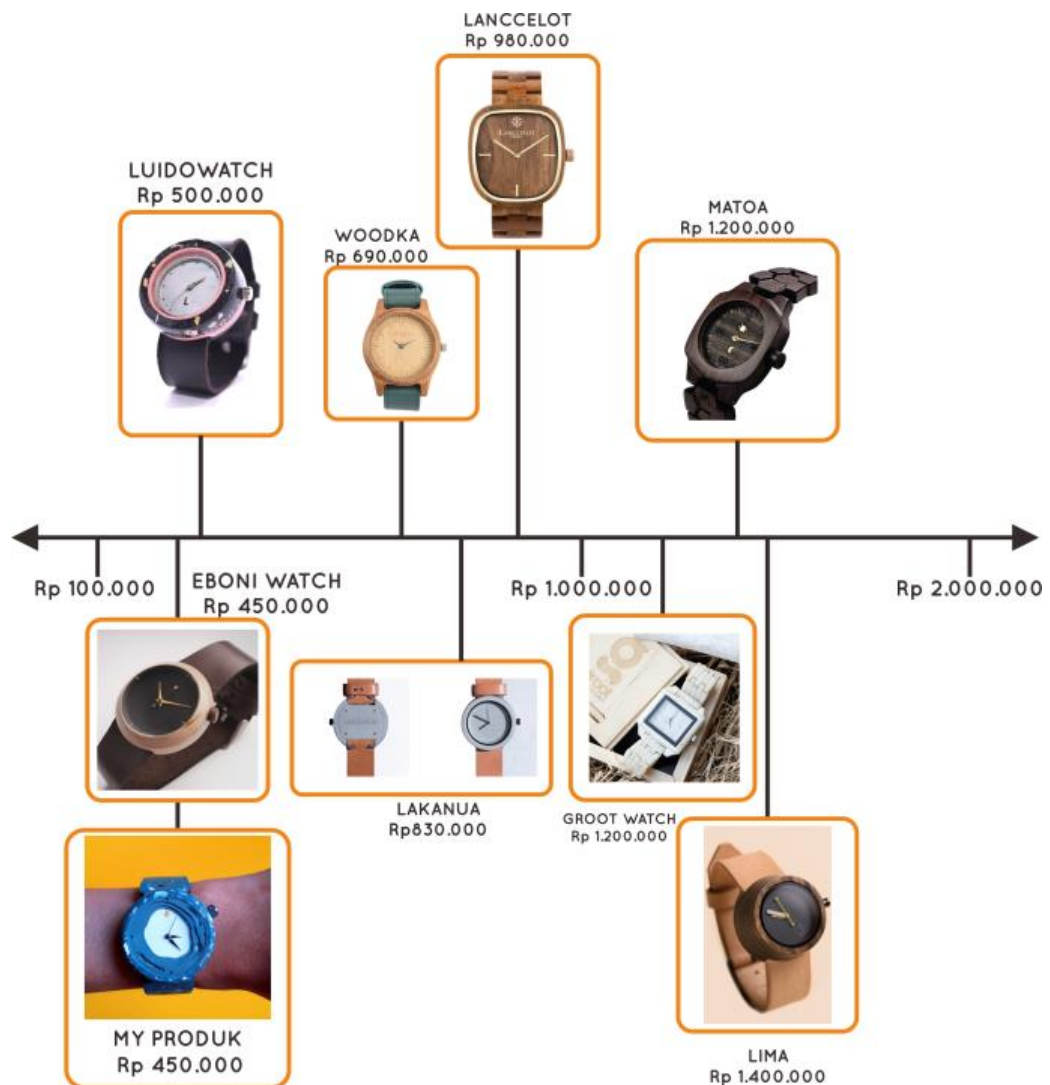 LANCCELOT
Rp 980.000
LUIDOWATCH
Rp 500.000
WOODKA
Rp 690.000
LANCCELOT
MATOA
Rp 1.200.000
Rp 100.000
EBONI WATCH
Rp 450.000
Rp 1.000.000
Rp 2.000.000
LAKANUA
Rp830.000
GROOT WATCH
Rp 1.200.000
MY PRODUK
Rp 450.000
LIMA
Rp 1.400.000